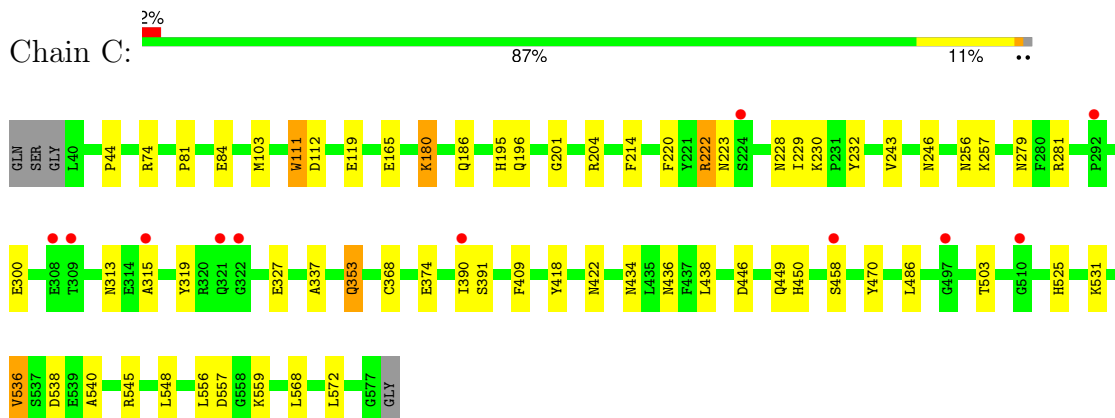 2%
Chain C:
87% 11% ••
GLN SER GLY L40 P44 R74 P81 E84 M103 W111 D112 E119 E165 K180 Q186 H195 Q196 G201 R204 F214 F220 Y221 R222 N223 S224 N228 I229 K230 P231 Y232 V243 N246 N256 K257 N279 F280 R281 P292
E300 E308 T309 N313 E314 A315 Y319 R320 Q321 G322 E327 A337 Q353 C368 E374 I390 S391 F409 Y418 N422 N434 L435 N436 F437 L438 D446 Q449 H450 S458 Y470 L486 G497 T503 G510 H525 K531
V536 S537 D538 E539 A540 R545 L548 L556 D557 G558 K559 L568 L572 G577 GLY